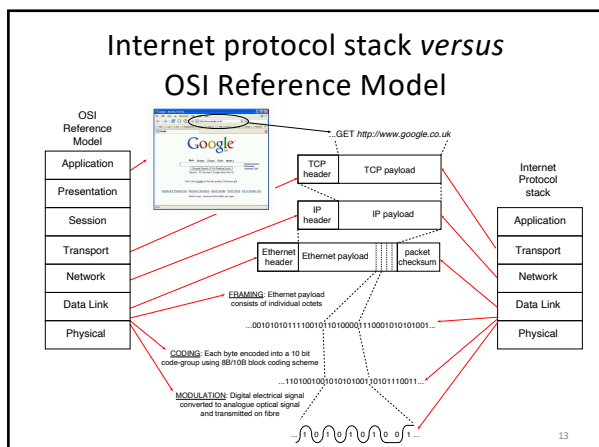 Internet protocol stack versus
OSI Reference Model
OSI
Reference
Model
Application
Presentation
Session
Transport
Network
Data Link
Physical
Google
...GET http://www.google.co.uk
TCP
header
TCP payload
IP
header
IP payload
Ethernet
header
Ethernet payload
packet
checksum
Internet
Protocol
stack
Application
Transport
Network
Data Link
Physical
FRAMING: Ethernet payload
consists of individual octets
...0010101011110010110100001110001010101001...
CODING: Each byte encoded into a 10 bit
code-group using 8B/10B block coding scheme
...1101001001010101001101011110011...
MODULATION: Digital electrical signal
converted to analogue optical signal
and transmitted on fibre
... 1 0 1 0 1 0 0 1 ...
13